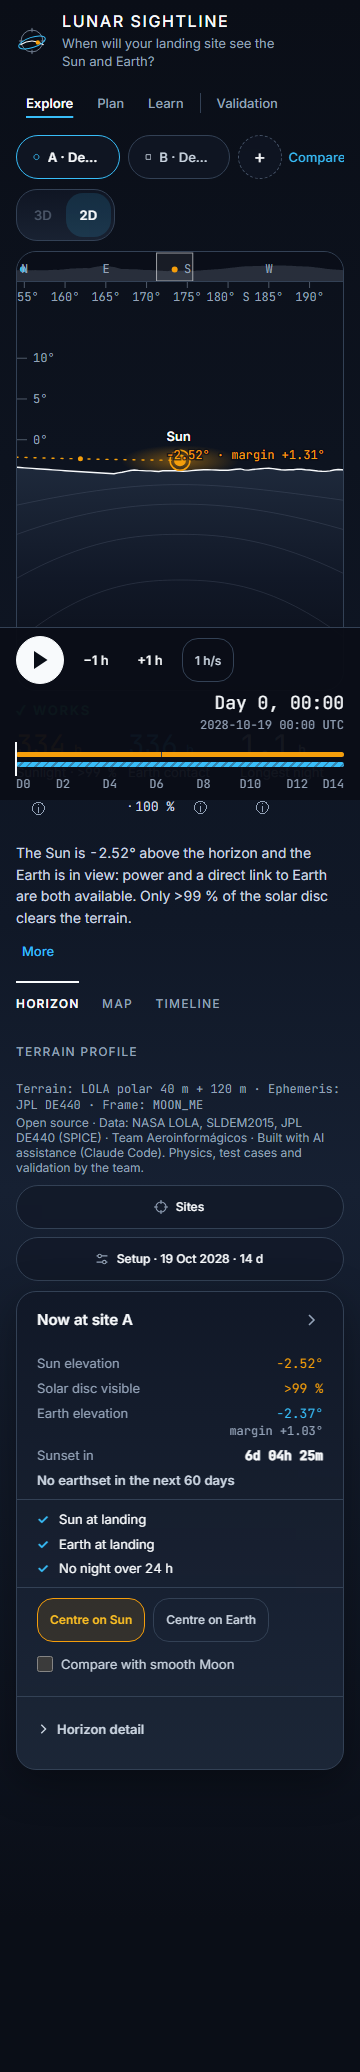 LUNAR SIGHTLINE
When will your landing site see the
Sun and Earth?
Explore Plan Learn Validation
A · De... B · De... + Compare
3D 2D
N E S W
55° 160° 165° 170° 175° 180° S 185° 190°
10°
5°
0°
Sun
-2.52° · margin +1.31°
−1 h +1 h 1 h/s
Day 0, 00:00
WORKS
2028-10-19 00:00 UTC
D0 D2 D4 D6 D8 D10 D12 D14
· 100 %
The Sun is -2.52° above the horizon and the
Earth is in view: power and a direct link to Earth
are both available. Only >99 % of the solar disc
clears the terrain.
More
HORIZON MAP TIMELINE
TERRAIN PROFILE
Terrain: LOLA polar 40 m + 120 m · Ephemeris:
JPL DE440 · Frame: MOON_ME
Open source · Data: NASA LOLA, SLDEM2015, JPL
DE440 (SPICE) · Team Aeroinformágicos · Built with AI
assistance (Claude Code). Physics, test cases and
validation by the team.
Sites
Setup · 19 Oct 2028 · 14 d
Now at site A
Sun elevation -2.52°
Solar disc visible >99 %
Earth elevation -2.37°
margin +1.03°
Sunset in 6d 04h 25m
No earthset in the next 60 days
Sun at landing
Earth at landing
No night over 24 h
Centre on Sun Centre on Earth
Compare with smooth Moon
Horizon detail